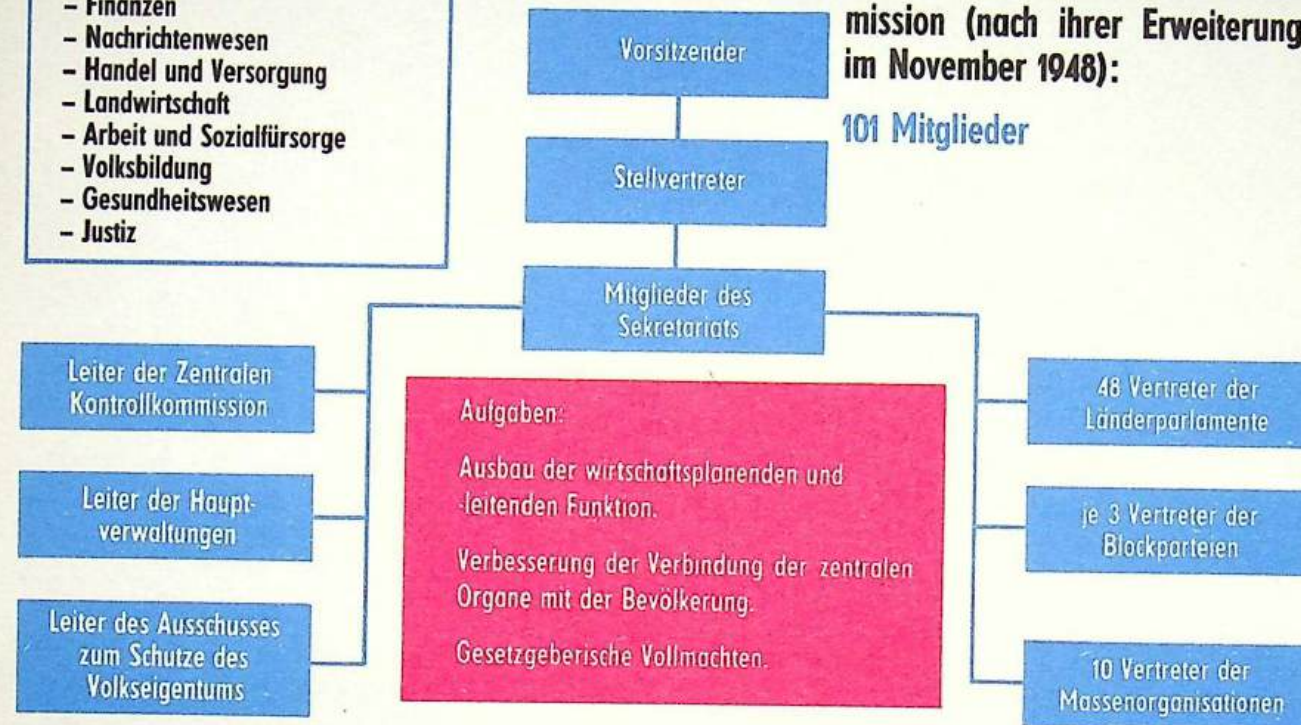 – Finanzen
– Nachrichtenwesen
– Handel und Versorgung
– Landwirtschaft
– Arbeit und Sozialfürsorge
– Volksbildung
– Gesundheitswesen
– Justiz
mission (nach ihrer Erweiterung
im November 1948):
101 Mitglieder
Vorsitzender
Stellvertreter
Mitglieder des
Sekretariats
Leiter der Zentralen
Kontrollkommission
Leiter der Haupt-
verwaltungen
Leiter des Ausschusses
zum Schutze des
Volkseigentums
Aufgaben:
Ausbau der wirtschaftsplanenden und
-leitenden Funktion.
Verbesserung der Verbindung der zentralen
Organe mit der Bevölkerung.
Gesetzgeberische Vollmachten.
48 Vertreter der
Länderparlamente
je 3 Vertreter der
Blockparteien
10 Vertreter der
Massenorganisationen